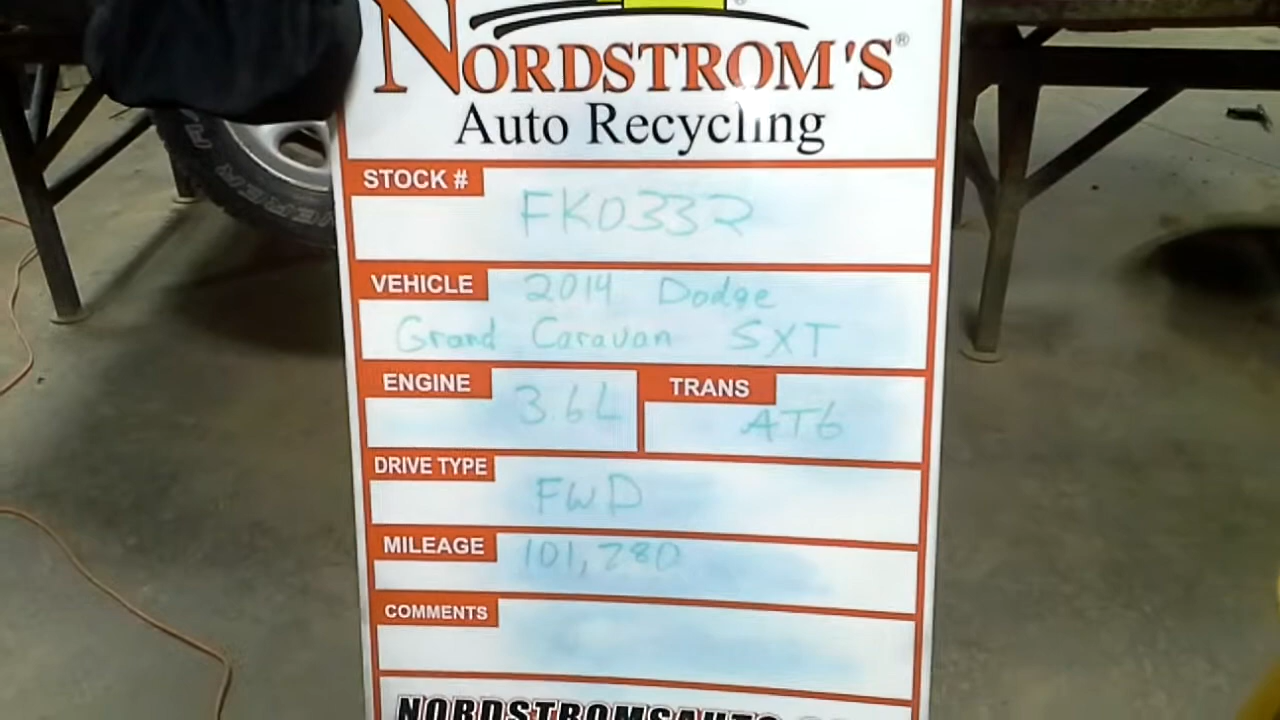 NORDSTROM'S®
Auto Recycling
STOCK #
FK0332
VEHICLE 2014 Dodge
Grand Caravan SXT
ENGINE 3.6L
TRANS AT6
DRIVE TYPE
FWD
MILEAGE 101,280
COMMENTS